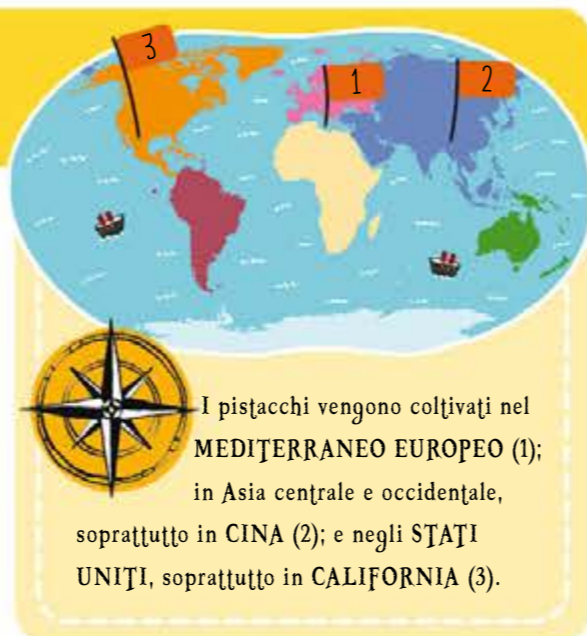 3
1
2
I pistacchi vengono coltivati nel
MEDITERRANEO EUROPEO (1);
in Asia centrale e occidentale,
soprattutto in CINA (2); e negli STATI
UNITI, soprattutto in CALIFORNIA (3).